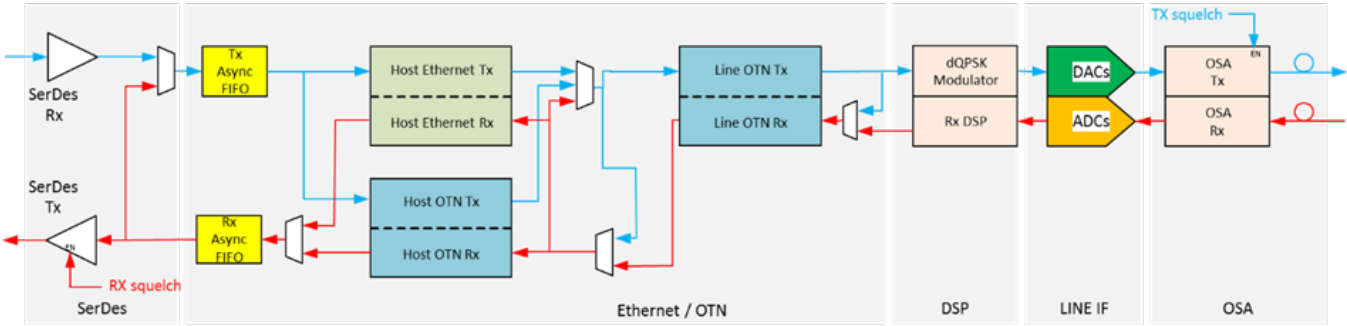 TX squelch
EN
SerDes
Rx
Tx
Async
FIFO
Host Ethernet Tx
Host Ethernet Rx
Line OTN Tx
Line OTN Rx
dQPSK
Modulator
Rx DSP
DACs
ADCs
OSA
Tx
OSA
Rx
SerDes
Tx
EN
RX squelch
Rx
Async
FIFO
Host OTN Tx
Host OTN Rx
SerDes
Ethernet / OTN
DSP
LINE IF
OSA